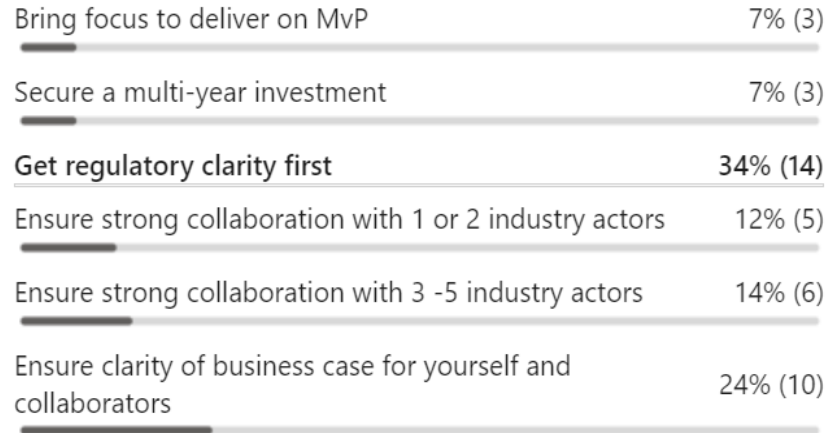 Bring focus to deliver on MvP 7% (3)
Secure a multi-year investment 7% (3)
Get regulatory clarity first 34% (14)
Ensure strong collaboration with 1 or 2 industry actors 12% (5)
Ensure strong collaboration with 3 -5 industry actors 14% (6)
Ensure clarity of business case for yourself and
collaborators 24% (10)